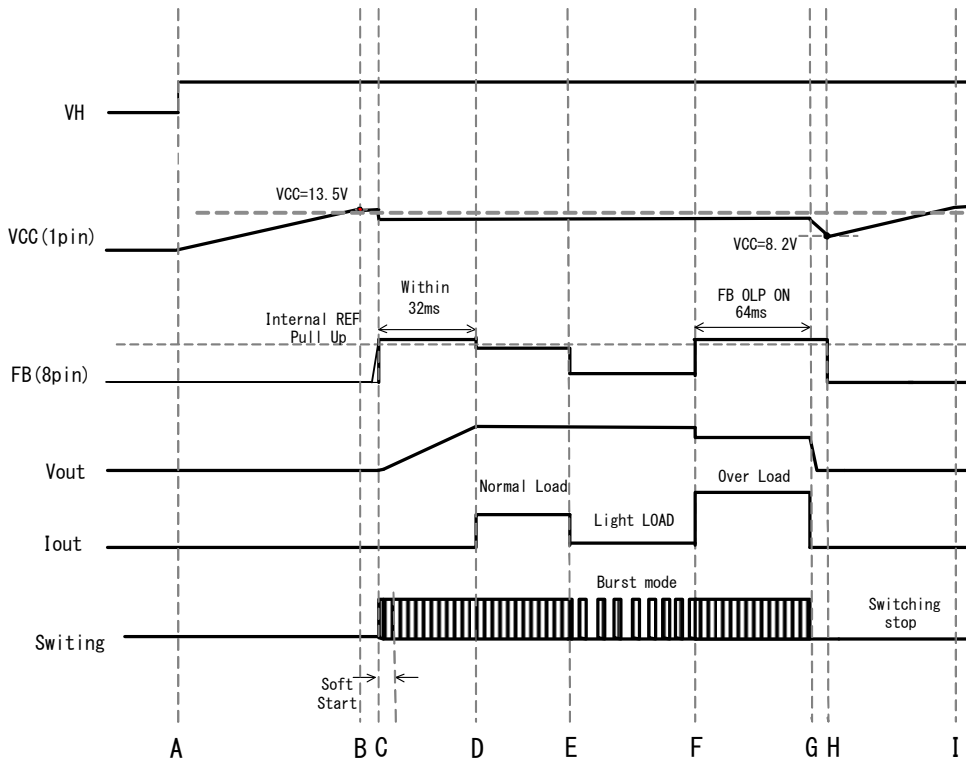 VH
VCC=13.5V
VCC(1pin)
VCC=8.2V
Within
32ms
FB OLP ON
64ms
Internal REF
Pull Up
FB(8pin)
Vout
Normal Load
Over Load
Light LOAD
Iout
Burst mode
Switing
Switching
stop
Soft
Start
A B C D E F G H I